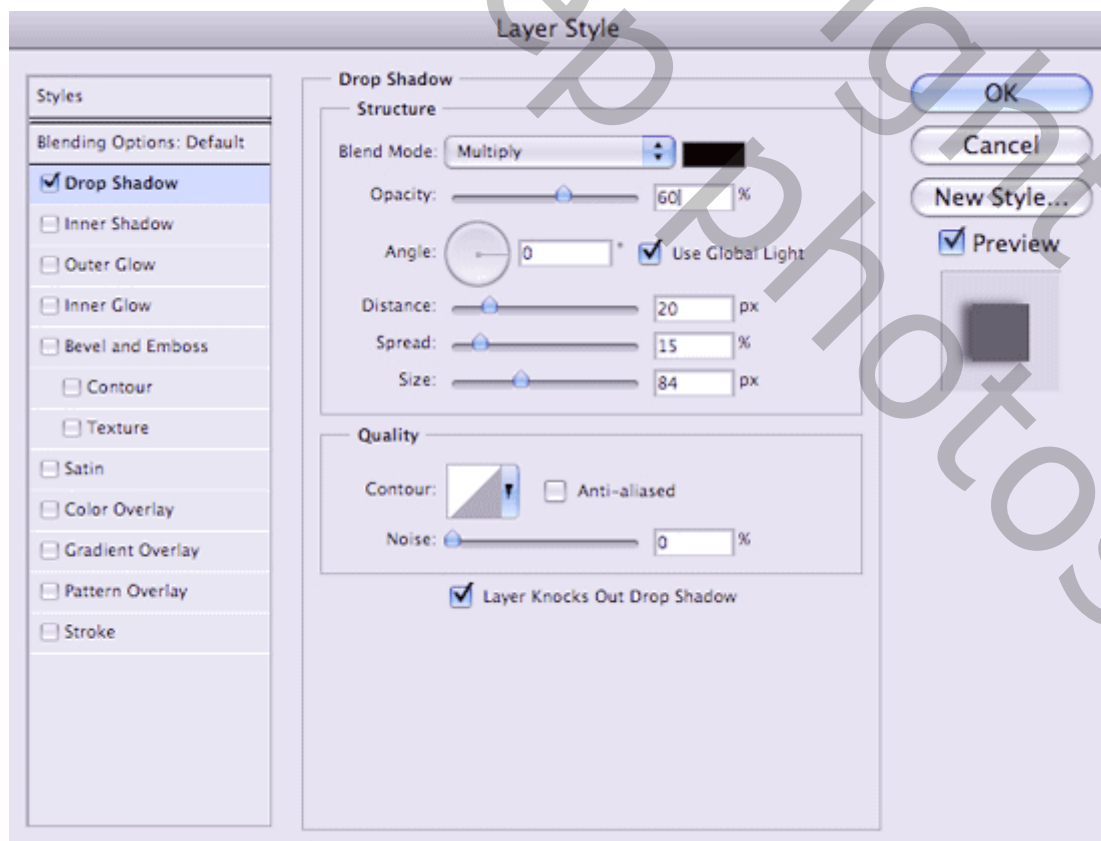 Layer Style
Styles
Blending Options: Default
Drop Shadow
Inner Shadow
Outer Glow
Inner Glow
Bevel and Emboss
Contour
Texture
Satin
Color Overlay
Gradient Overlay
Pattern Overlay
Stroke
Drop Shadow
Structure
Blend Mode: Multiply
Opacity: 60 %
Angle: 0 ° Use Global Light
Distance: 20 px
Spread: 15 %
Size: 84 px
Quality
Contour: Anti-aliased
Noise: 0 %
Layer Knocks Out Drop Shadow
OK
Cancel
New Style...
Preview